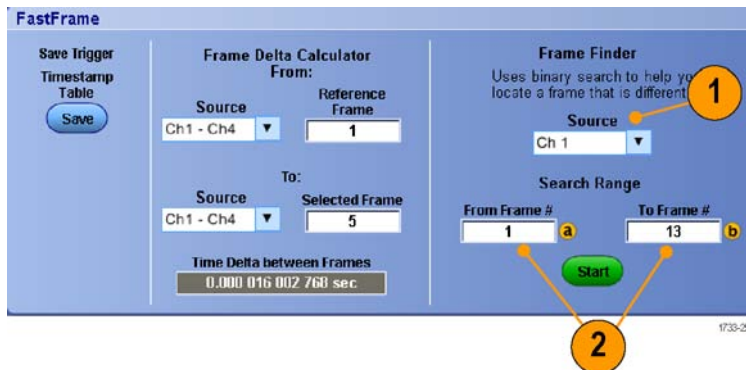 FastFrame
Save Trigger
Timestamp
Table
Save
Frame Delta Calculator
From:
Source
Reference
Frame
Ch1 - Ch4
1
To:
Source
Selected Frame
Ch1 - Ch4
5
Time Delta between Frames
0.000 016 002 768 sec
Frame Finder
Uses binary search to help
locate a frame that is different
1
Source
Ch 1
Search Range
From Frame #
To Frame #
1
a
13
b
Start
2